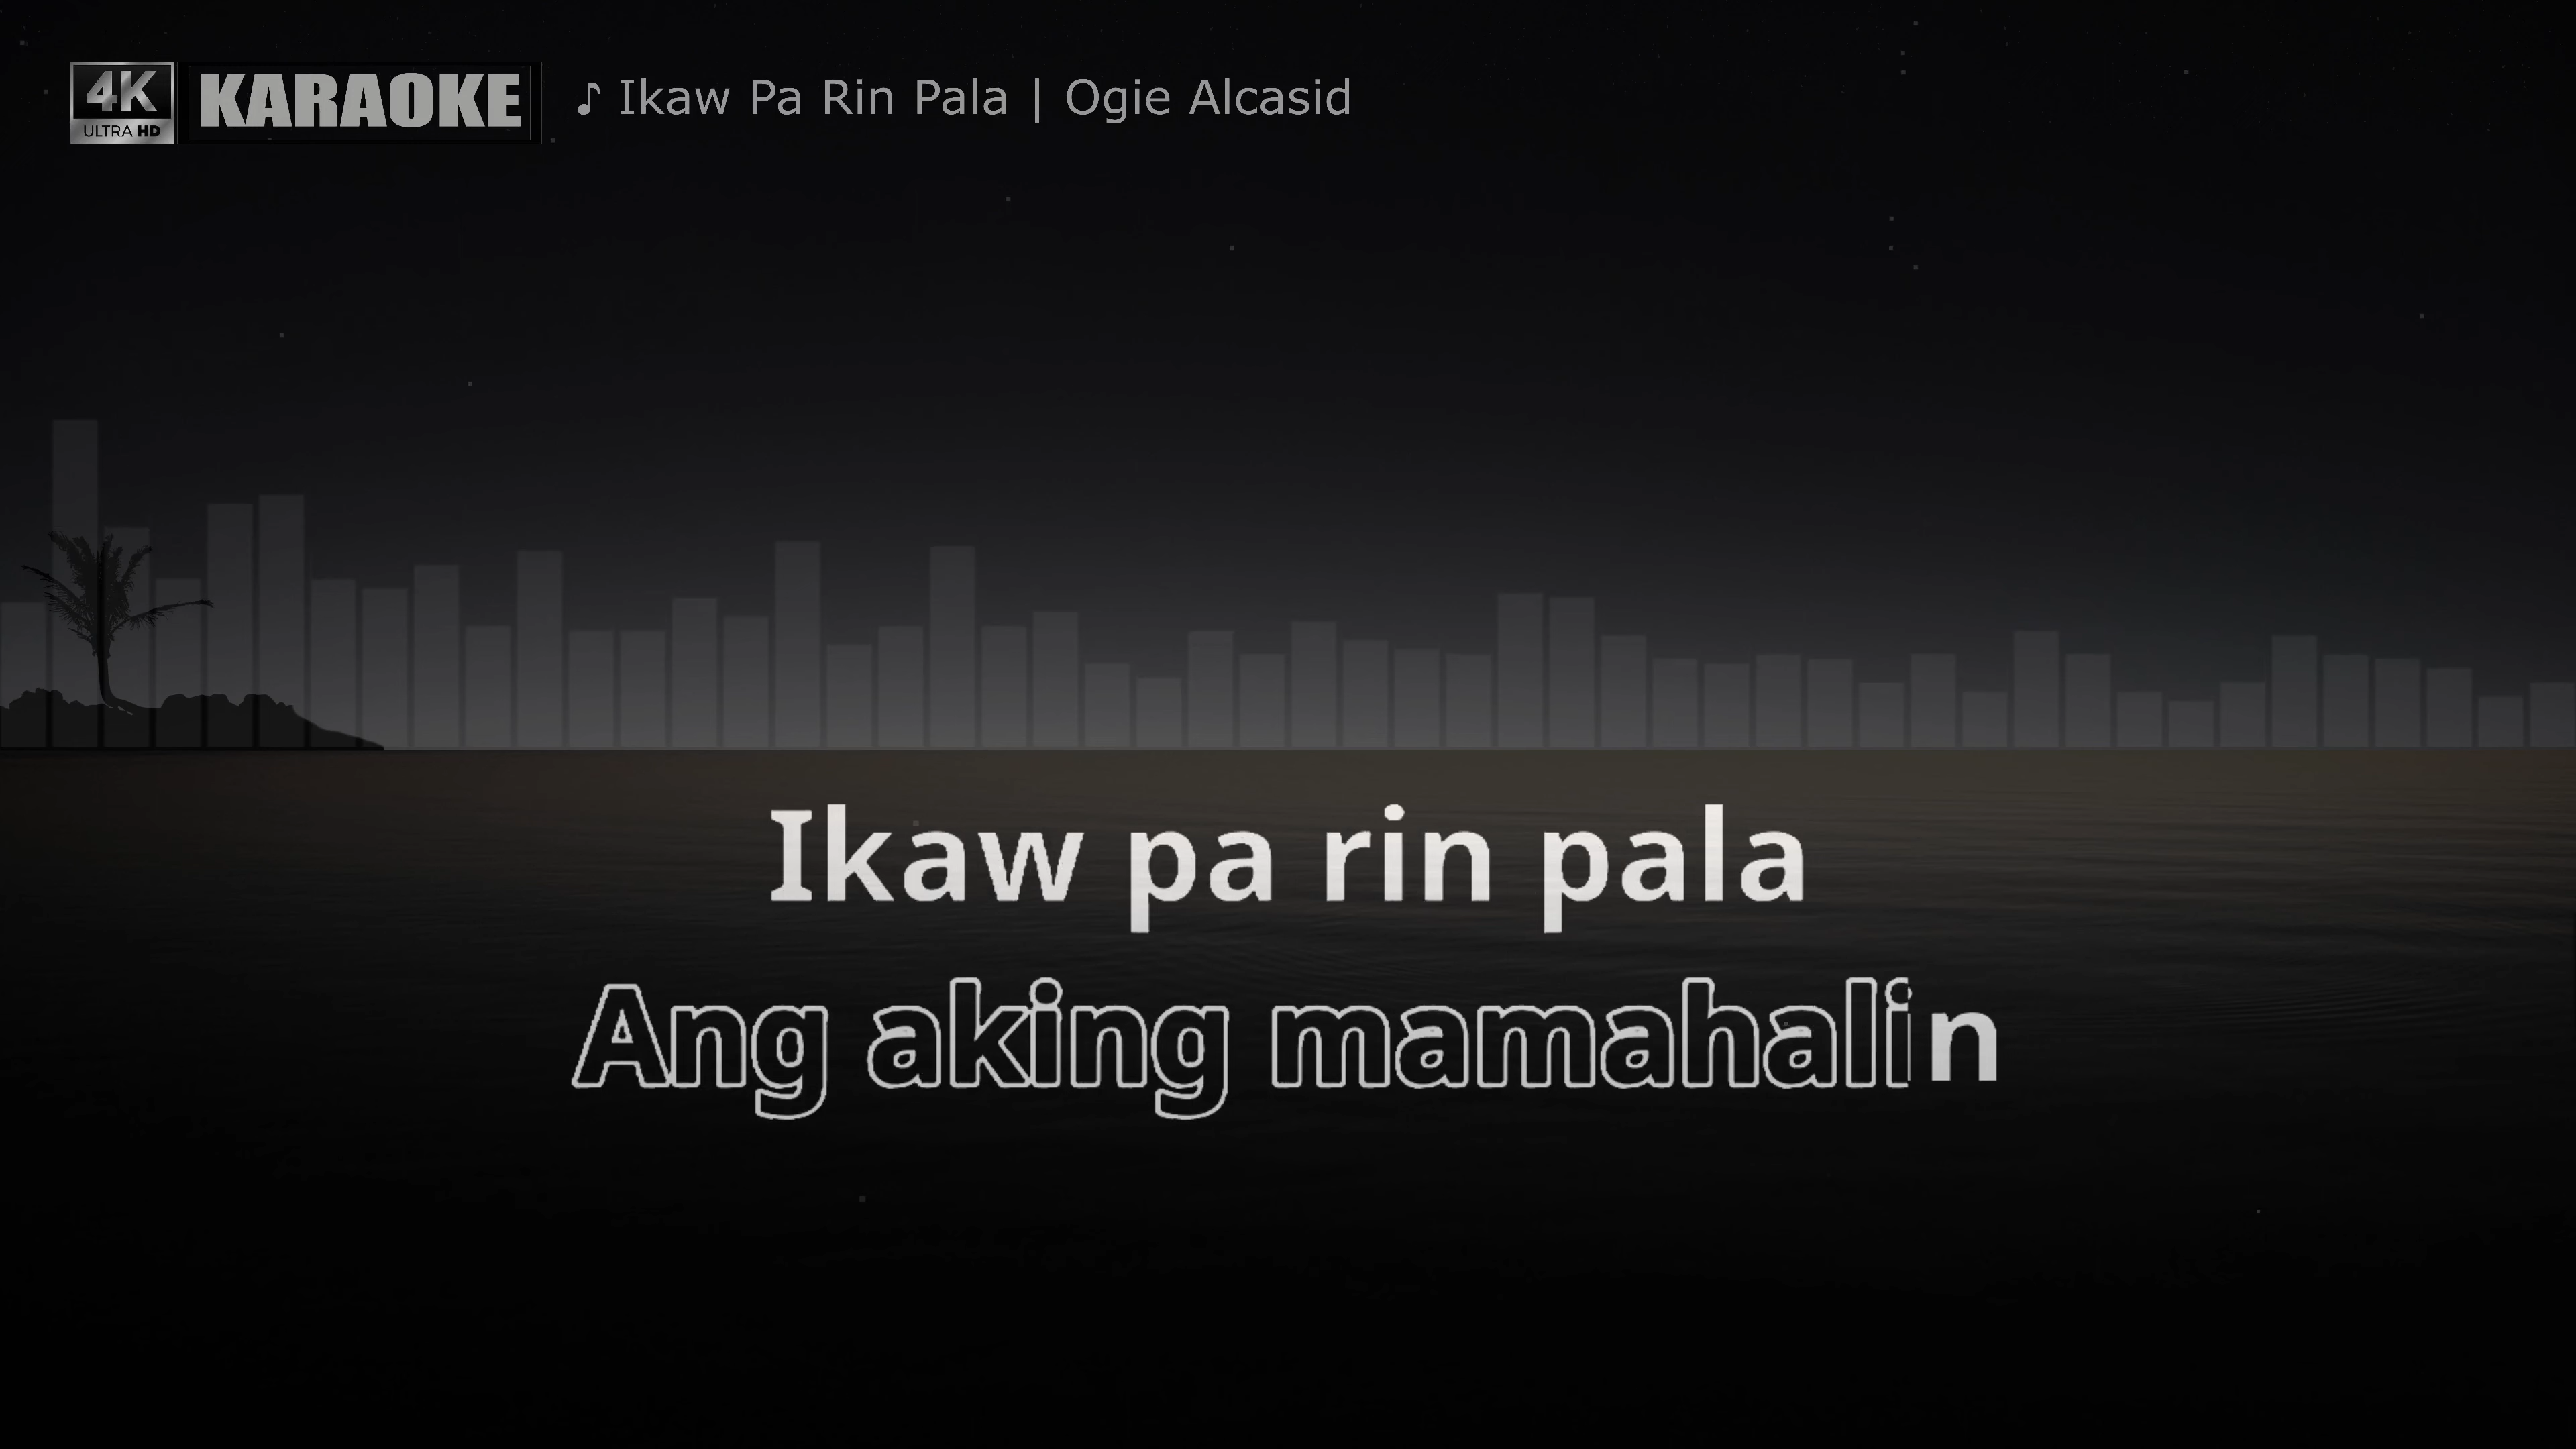 4K
ULTRA HD
KARAOKE
♪ Ikaw Pa Rin Pala | Ogie Alcasid
Ikaw pa rin pala
Ang aking mamahalin